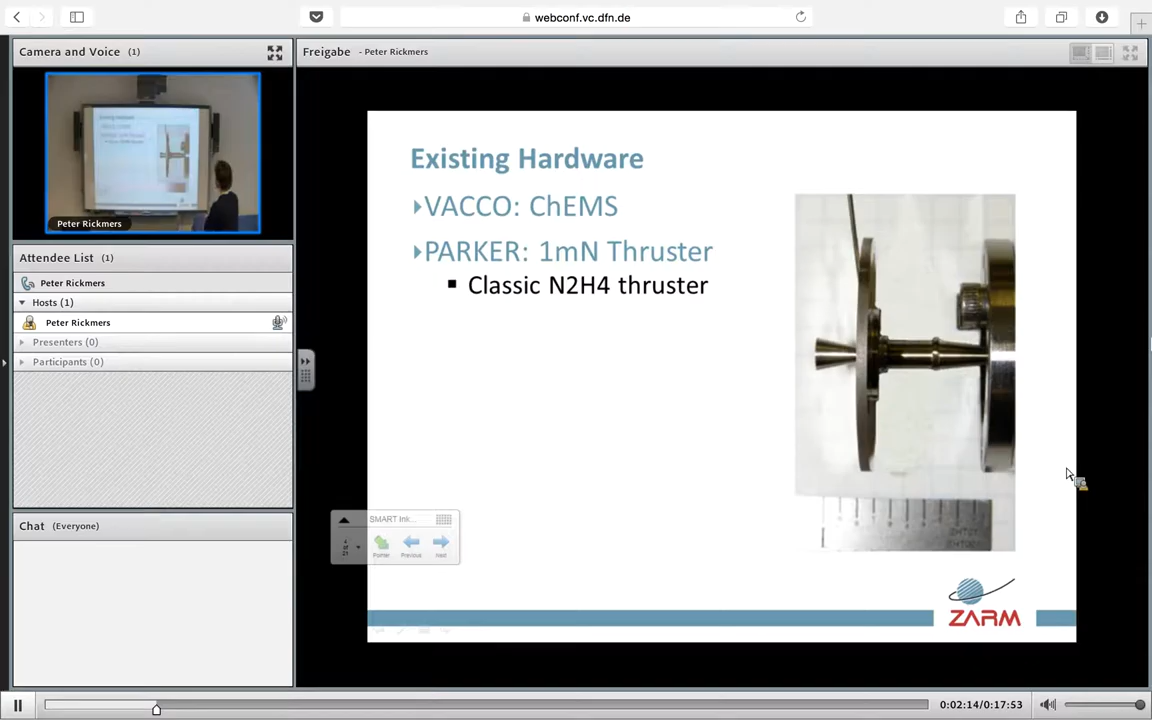 webconf.vc.dfn.de
Camera and Voice (1)
Peter Rickmers
Attendee List (1)
Peter Rickmers
Hosts (1)
Peter Rickmers
Presenters (0)
Participants (0)
Chat (Everyone)
Freigabe - Peter Rickmers
Existing Hardware
VACCO: ChEMS
PARKER: 1mN Thruster
Classic N2H4 thruster
SMART Ink...
Previous
Next
ZARM
0:02:14/0:17:53